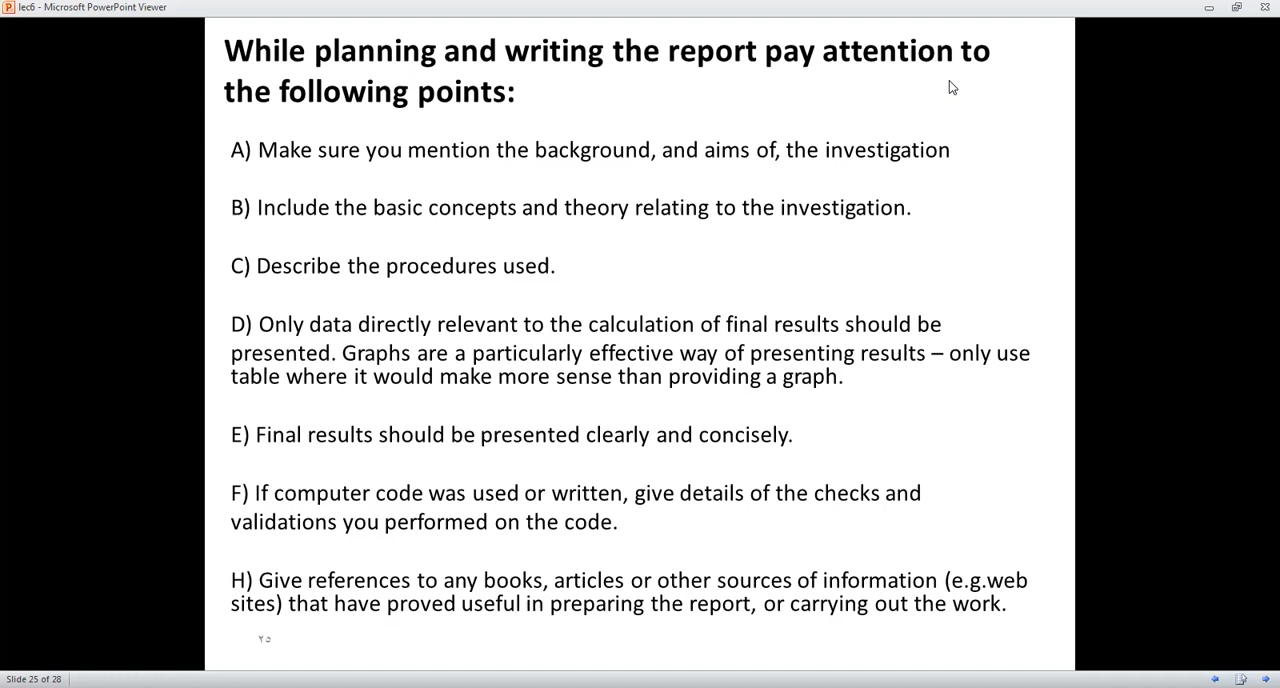 lec6 - Microsoft PowerPoint Viewer
While planning and writing the report pay attention to
the following points:
A) Make sure you mention the background, and aims of, the investigation
B) Include the basic concepts and theory relating to the investigation.
C) Describe the procedures used.
D) Only data directly relevant to the calculation of final results should be
presented. Graphs are a particularly effective way of presenting results – only use
table where it would make more sense than providing a graph.
E) Final results should be presented clearly and concisely.
F) If computer code was used or written, give details of the checks and
validations you performed on the code.
H) Give references to any books, articles or other sources of information (e.g.web
sites) that have proved useful in preparing the report, or carrying out the work.
٢٥
Slide 25 of 28